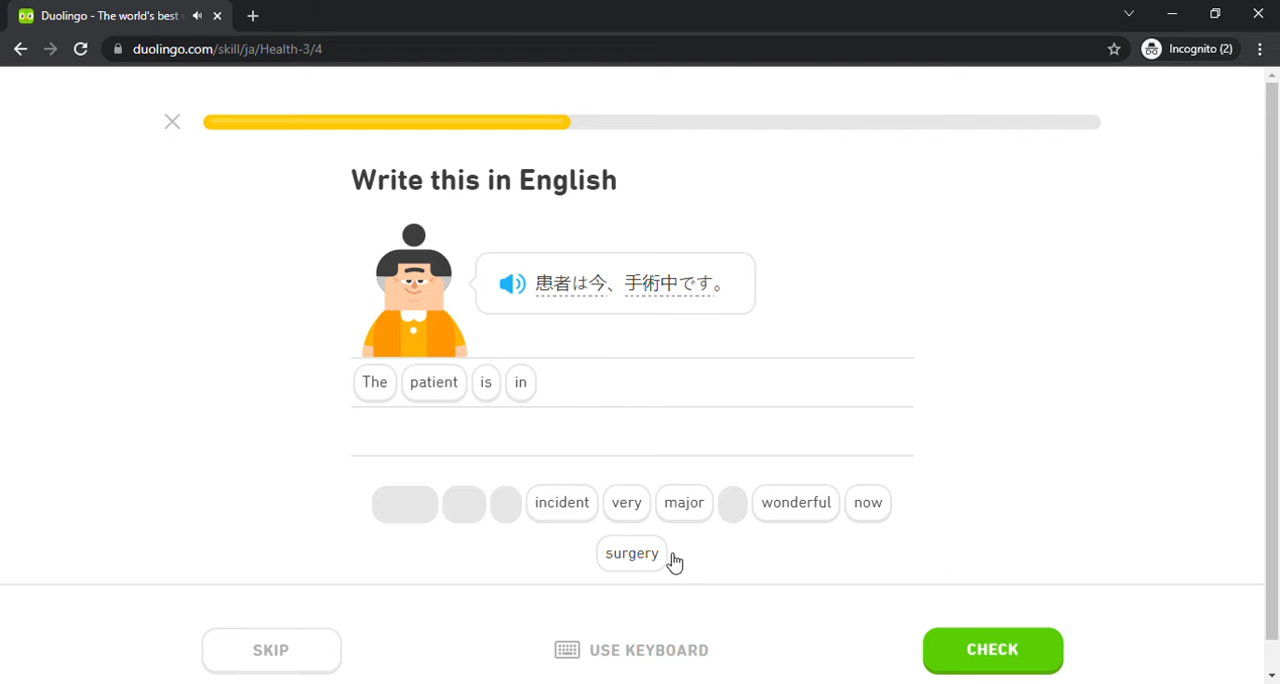 Duolingo - The world's best
duolingo.com/skill/ja/Health-3/4
Incognito (2)
Write this in English
患者は今、手術中です。
The patient is in
incident very major wonderful now
surgery
SKIP USE KEYBOARD CHECK